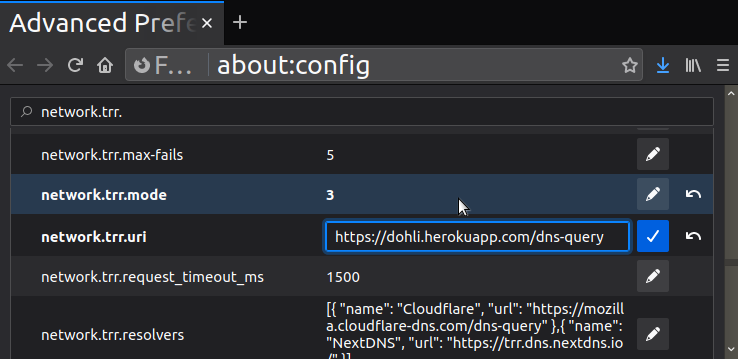 Advanced Prefe
F… about:config
network.trr.
network.trr.max-fails 5
network.trr.mode 3
network.trr.uri https://dohli.herokuapp.com/dns-query
network.trr.request_timeout_ms 1500
[{ "name": "Cloudflare", "url": "https://mozill
network.trr.resolvers a.cloudflare-dns.com/dns-query" },{ "name":
"NextDNS", "url": "https://trr.dns.nextdns.io
/" }]